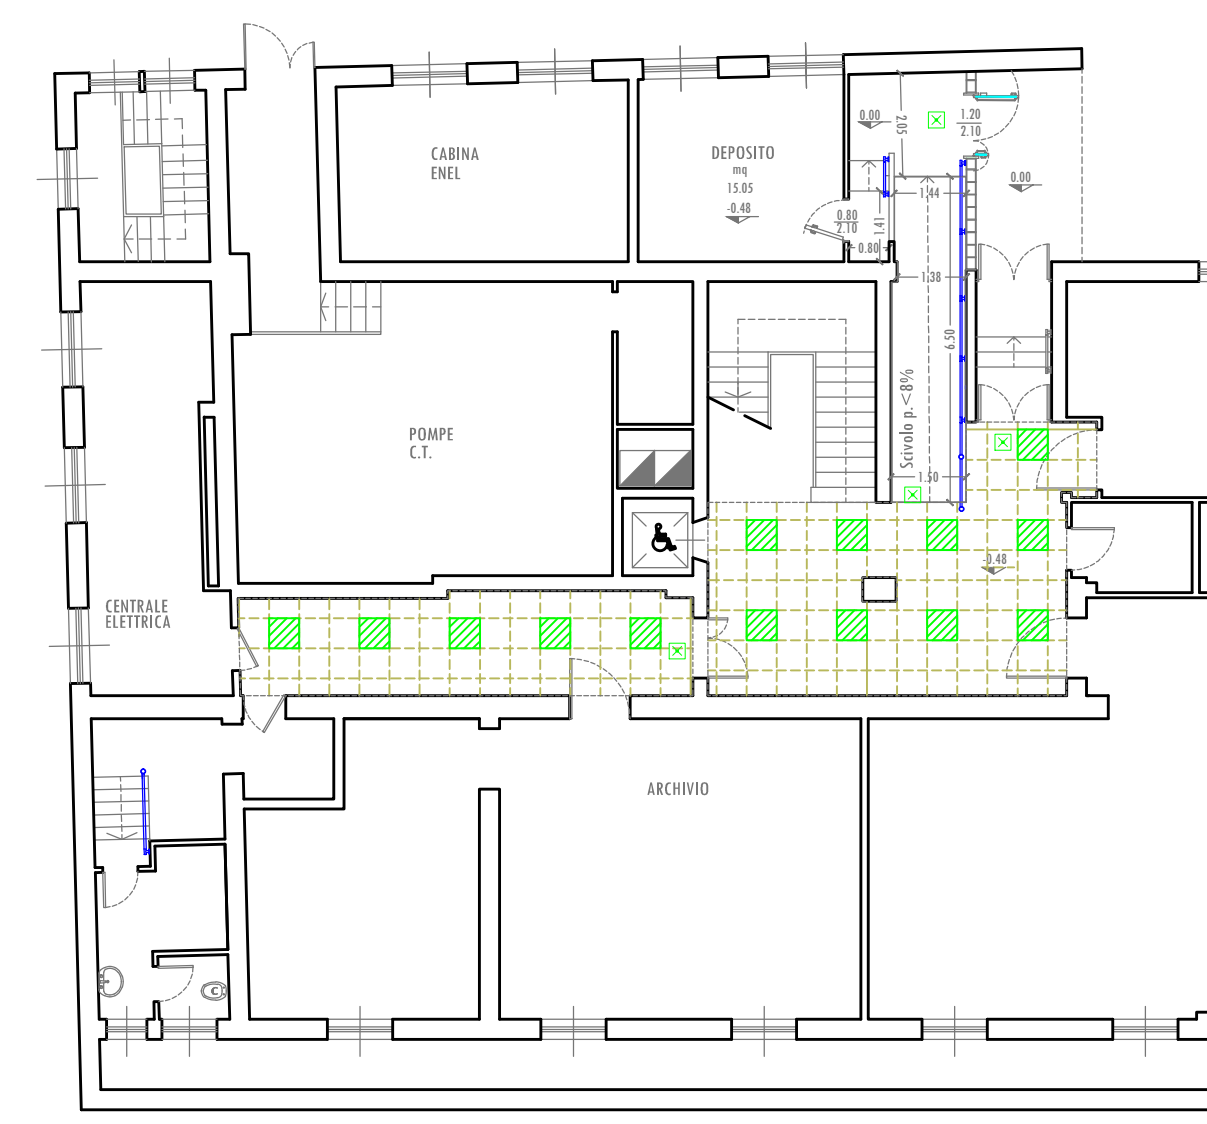 CABINA
ENEL
DEPOSITO
mq
15.05
-0.48
0.00
2.05
1.20
2.10
0.00
1.44
0.80
2.10
1.41
0.80
1.38
6.50
Scivolo p. <8%
POMPE
C.T.
1.50
-0.48
CENTRALE
ELETTRICA
ARCHIVIO